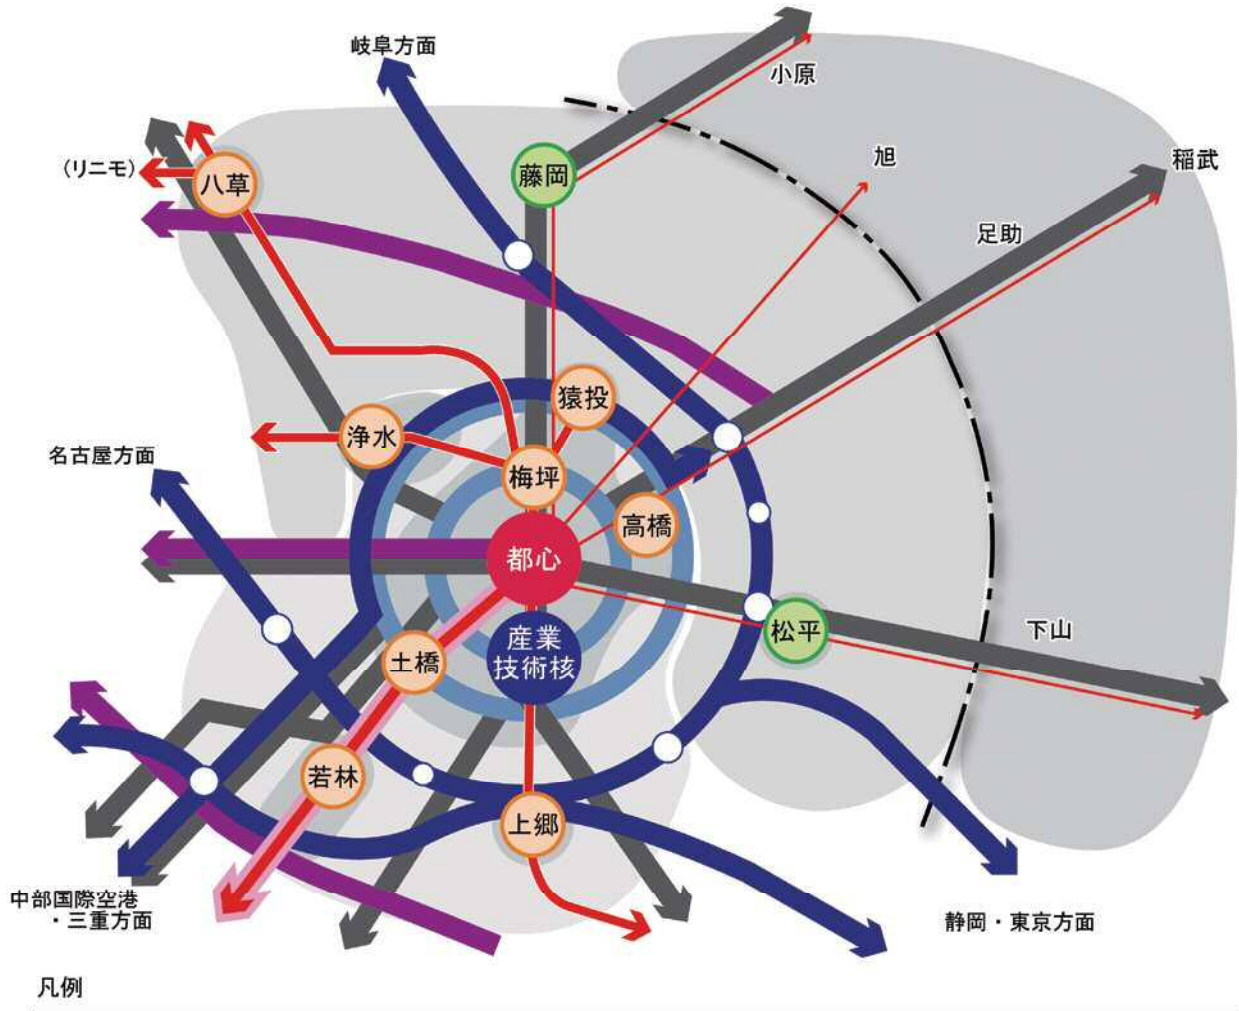 岐阜方面
小原
旭
稲武
藤岡
(リニモ)
八草
足助
猿投
浄水
名古屋方面
梅坪
高橋
都心
産業
技術核
松平
下山
土橋
若林
上郷
中部国際空港
・三重方面
静岡・東京方面
凡例